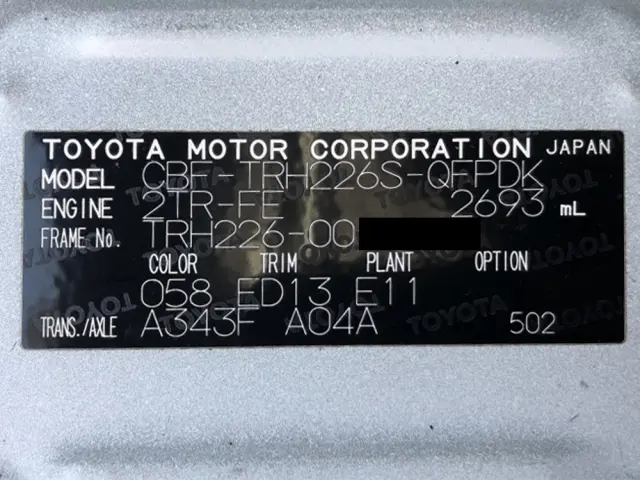 TOYOTA MOTOR CORPORATION JAPAN
MODEL CBF-TRH226S-QFPDK
ENGINE 2TR-FE 2693 mL
FRAME No. TRH226-00
COLOR TRIM PLANT OPTION
058 ED13 E11
TRANS./AXLE A343F A04A 502